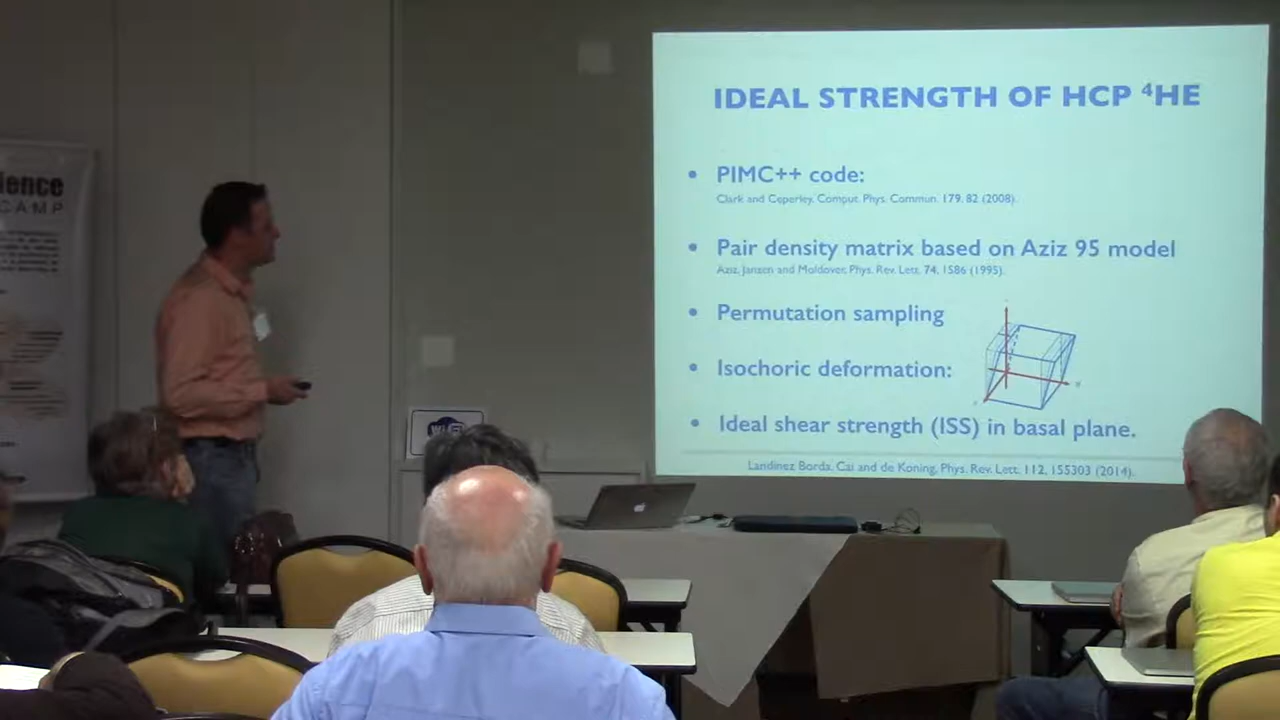 ience
CAMP
IDEAL STRENGTH OF HCP ⁴HE
• PIMC++ code:
Clark and Ceperley, Comput. Phys. Commun. 179, 82 (2008).
• Pair density matrix based on Aziz 95 model
Aziz, Janzen and Moldover, Phys. Rev. Lett. 74, 1586 (1995).
• Permutation sampling
• Isochoric deformation:
• Ideal shear strength (ISS) in basal plane.
Landinez Borda, Cai and de Koning, Phys. Rev. Lett. 112, 155303 (2014).